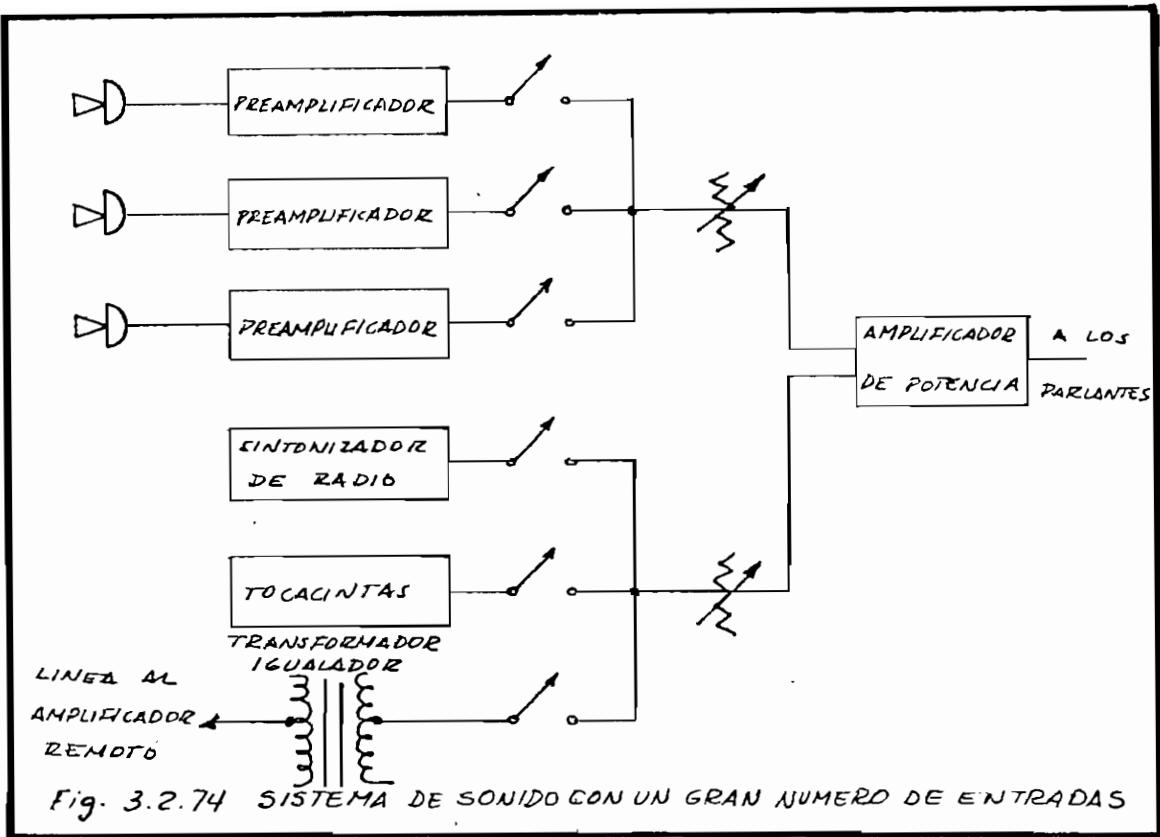 PREAMPLIFICADOR
PREAMPLIFICADOR
PREAMPLIFICADOR
AMPLIFICADOR
DE POTENCIA
A LOS
PARLANTES
SINTONIZADOR
DE RADIO
TOCACINTAS
TRANSFORMADOR
IGUALADOR
LINEA AL
AMPLIFICADOR
REMOTO
Fig. 3.2.74 SISTEMA DE SONIDO CON UN GRAN NUMERO DE ENTRADAS